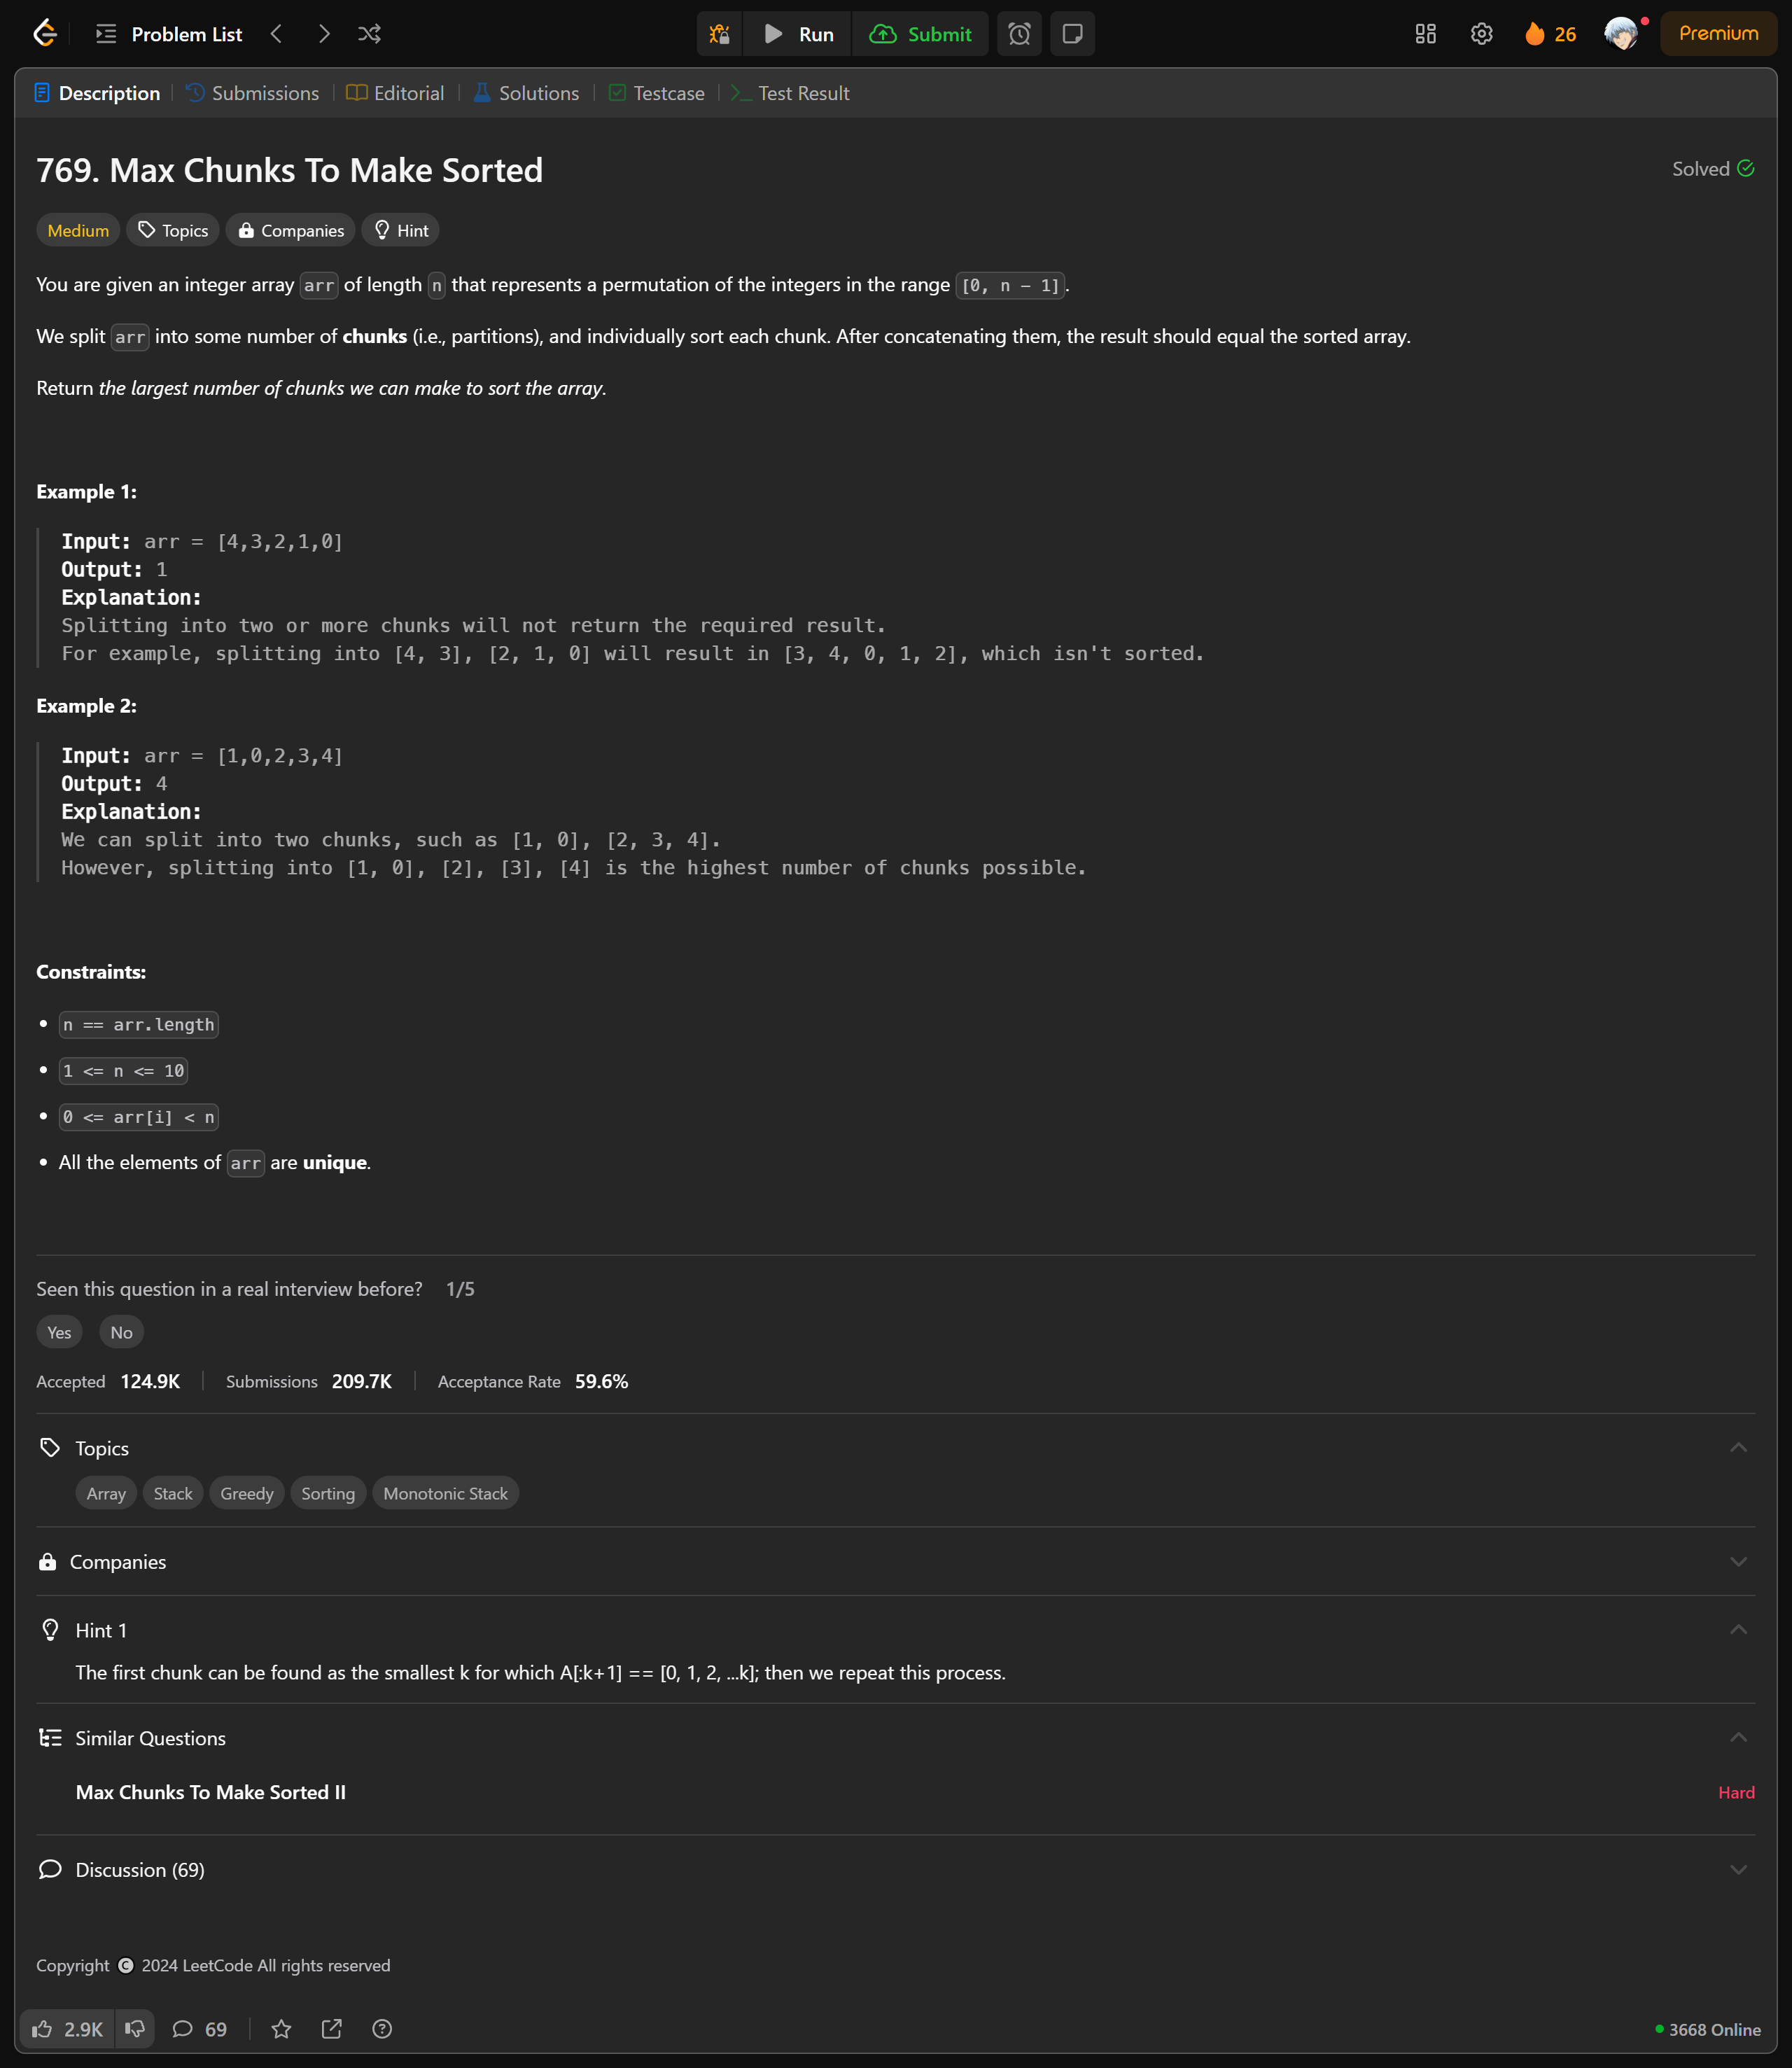 Problem List
Run
Submit
26
Premium
Description
Submissions
Editorial
Solutions
Testcase
Test Result
769. Max Chunks To Make Sorted
Solved
Medium
Topics
Companies
Hint
You are given an integer array arr of length n that represents a permutation of the integers in the range [0, n - 1].
We split arr into some number of chunks (i.e., partitions), and individually sort each chunk. After concatenating them, the result should equal the sorted array.
Return the largest number of chunks we can make to sort the array.
Example 1:
Input: arr = [4,3,2,1,0]
Output: 1
Explanation:
Splitting into two or more chunks will not return the required result.
For example, splitting into [4, 3], [2, 1, 0] will result in [3, 4, 0, 1, 2], which isn't sorted.
Example 2:
Input: arr = [1,0,2,3,4]
Output: 4
Explanation:
We can split into two chunks, such as [1, 0], [2, 3, 4].
However, splitting into [1, 0], [2], [3], [4] is the highest number of chunks possible.
Constraints:
• n == arr.length
• 1 <= n <= 10
• 0 <= arr[i] < n
• All the elements of arr are unique.
Seen this question in a real interview before? 1/5
Yes
No
Accepted 124.9K
Submissions 209.7K
Acceptance Rate 59.6%
Topics
Array
Stack
Greedy
Sorting
Monotonic Stack
Companies
Hint 1
The first chunk can be found as the smallest k for which A[:k+1] == [0, 1, 2, ...k]; then we repeat this process.
Similar Questions
Max Chunks To Make Sorted II
Hard
Discussion (69)
Copyright © 2024 LeetCode All rights reserved
2.9K
69
3668 Online